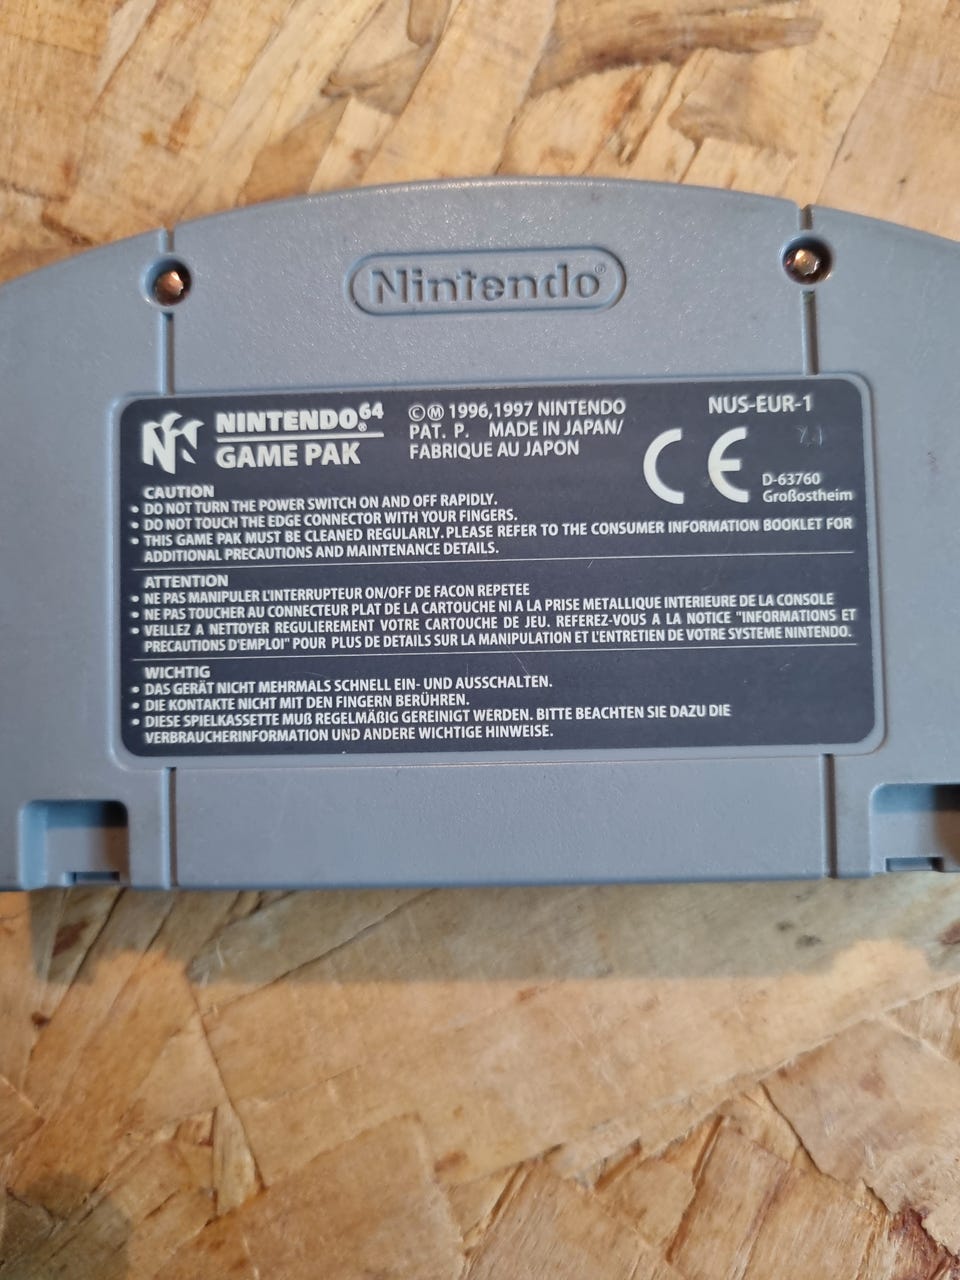 Nintendo®
NINTENDO®64
GAME PAK
©Ⓜ 1996,1997 NINTENDO
PAT. P. MADE IN JAPAN/
FABRIQUE AU JAPON
NUS-EUR-1
CE
D-63760
Großostheim
CAUTION
• DO NOT TURN THE POWER SWITCH ON AND OFF RAPIDLY.
• DO NOT TOUCH THE EDGE CONNECTOR WITH YOUR FINGERS.
• THIS GAME PAK MUST BE CLEANED REGULARLY. PLEASE REFER TO THE CONSUMER INFORMATION BOOKLET FOR
ADDITIONAL PRECAUTIONS AND MAINTENANCE DETAILS.
ATTENTION
• NE PAS MANIPULER L'INTERRUPTEUR ON/OFF DE FACON REPETEE
• NE PAS TOUCHER AU CONNECTEUR PLAT DE LA CARTOUCHE NI A LA PRISE METALLIQUE INTERIEURE DE LA CONSOLE
• VEILLEZ A NETTOYER REGULIEREMENT VOTRE CARTOUCHE DE JEU. REFEREZ-VOUS A LA NOTICE "INFORMATIONS ET
PRECAUTIONS D'EMPLOI" POUR PLUS DE DETAILS SUR LA MANIPULATION ET L'ENTRETIEN DE VOTRE SYSTEME NINTENDO.
WICHTIG
• DAS GERÄT NICHT MEHRMALS SCHNELL EIN- UND AUSSCHALTEN.
• DIE KONTAKTE NICHT MIT DEN FINGERN BERÜHREN.
• DIESE SPIELKASSETTE MUß REGELMÄßIG GEREINIGT WERDEN. BITTE BEACHTEN SIE DAZU DIE
VERBRAUCHERINFORMATION UND ANDERE WICHTIGE HINWEISE.